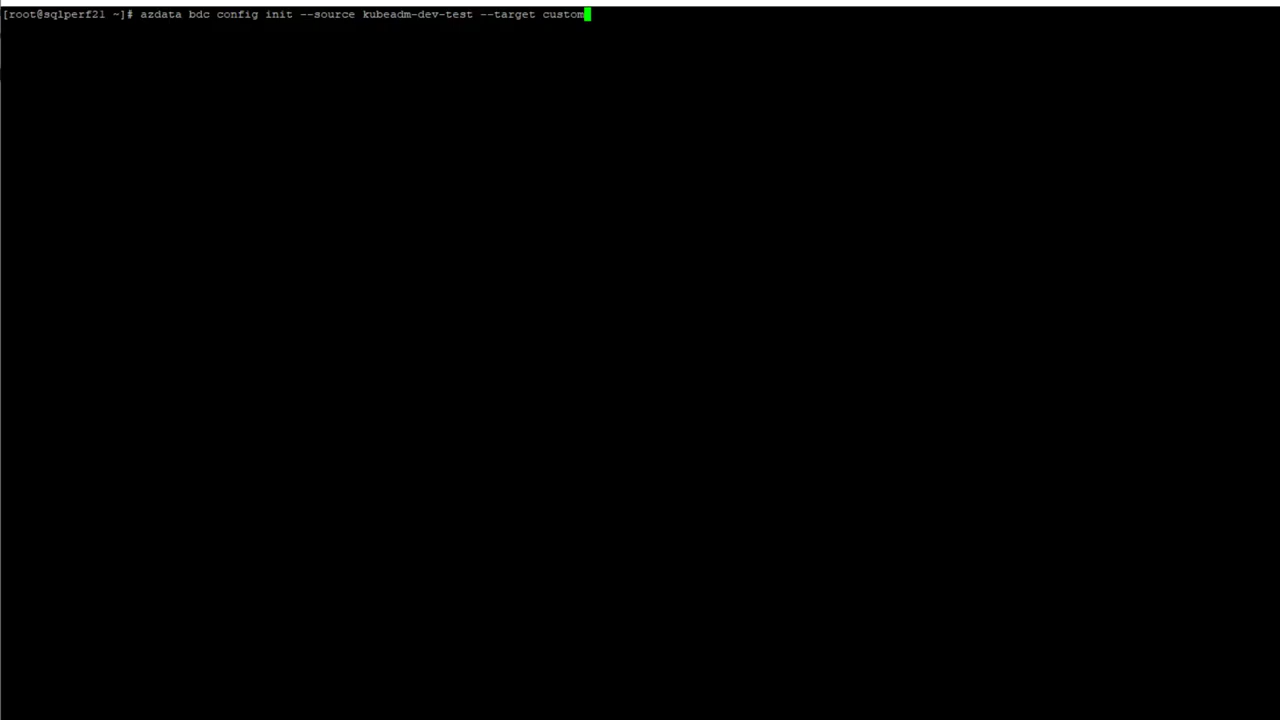 [root@sqlperf21 ~]# azdata bdc config init --source kubeadm-dev-test --target custom